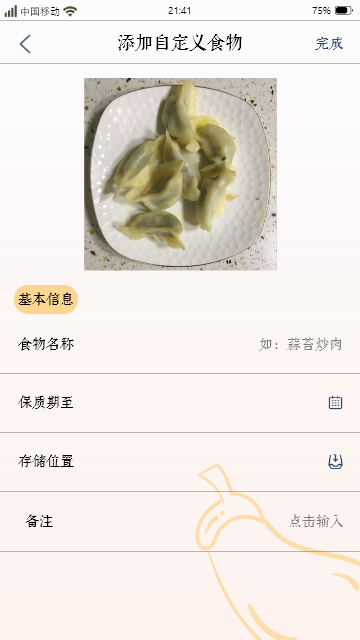 中国移动 21:41 75%
添加自定义食物 完成
基本信息
食物名称 如：蒜苔炒肉
保质期至
存储位置
备注 点击输入